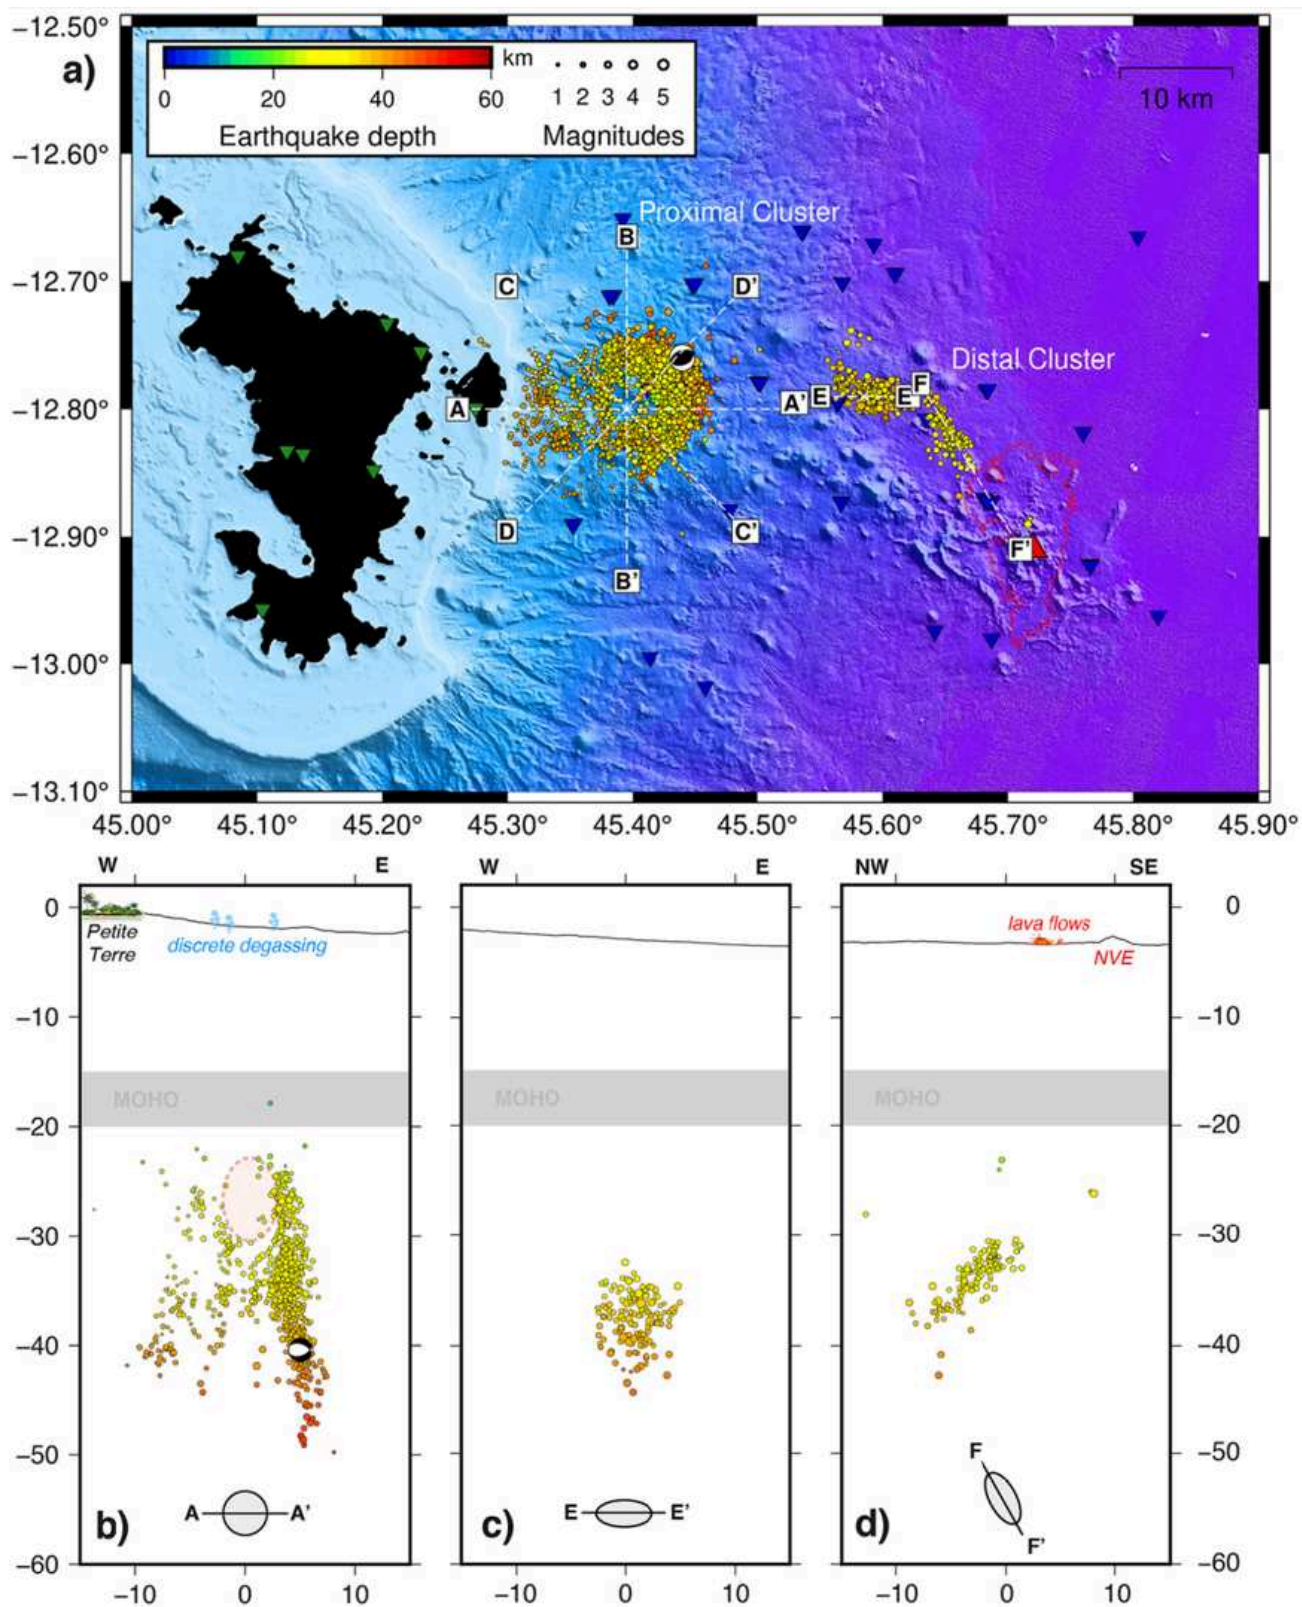 −12.50°
a)
km
0 20 40 60
1 2 3 4 5
Earthquake depth
Magnitudes
10 km
−12.60°
Proximal Cluster
B
−12.70°
C
D'
Distal Cluster
−12.80°
A
A'
E
E'
F
−12.90°
D
C'
F'
B'
−13.00°
−13.10°
45.00° 45.10° 45.20° 45.30° 45.40° 45.50° 45.60° 45.70° 45.80° 45.90°
W
E
0
Petite
Terre
discrete degassing
−10
MOHO
−20
−30
−40
−50
A
A'
b)
−60
−10 0 10
W
E
MOHO
E
E'
c)
−10 0 10
NW
SE
0
lava flows
NVE
−10
MOHO
−20
−30
−40
−50
F
F'
d)
−60
−10 0 10